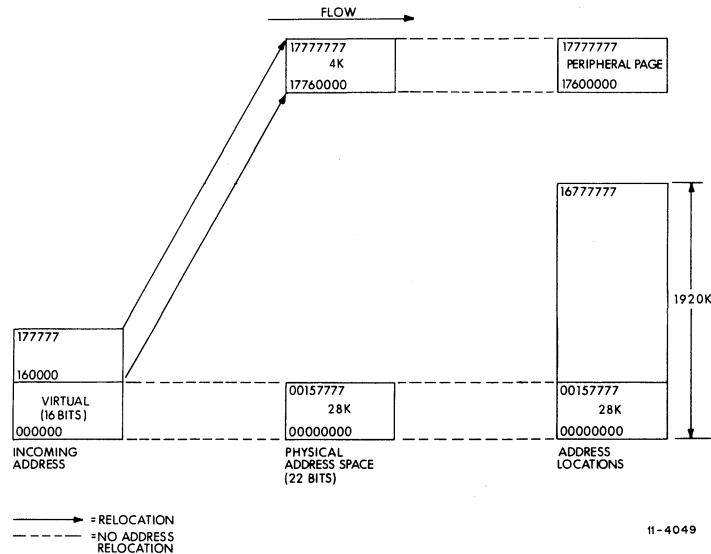 FLOW
17777777
4K
17760000
17777777
PERIPHERAL PAGE
17600000
16777777
1920K
177777
160000
VIRTUAL
(16 BITS)
000000
00157777
28K
00000000
00157777
28K
00000000
INCOMING
ADDRESS
PHYSICAL
ADDRESS SPACE
(22 BITS)
ADDRESS
LOCATIONS
= RELOCATION
= NO ADDRESS
RELOCATION
11-4049